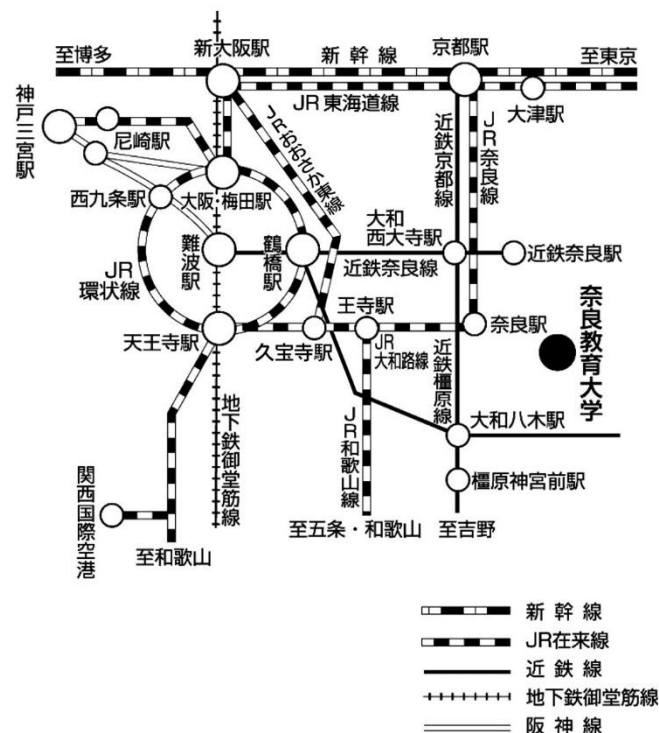 至博多
新大阪駅
新幹線
京都駅
至東京
神戸三宮駅
尼崎駅
JR東海道線
大津駅
JRおおさか東線
近鉄京都線
JR奈良線
西九条駅
大阪・梅田駅
大和
西大寺駅
難波駅
鶴橋駅
近鉄奈良線
近鉄奈良駅
JR
環状線
天王寺駅
久宝寺駅
王寺駅
JR
大和路線
奈良駅
奈良教育大学
近鉄橿原線
大和八木駅
地下鉄御堂筋線
JR和歌山線
橿原神宮前駅
関西国際空港
至和歌山
至五条・和歌山
至吉野
新幹線
JR在来線
近鉄線
地下鉄御堂筋線
阪神線